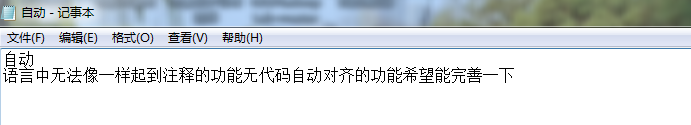 自动 - 记事本
文件(F) 编辑(E) 格式(O) 查看(V) 帮助(H)
自动
语言中无法像一样起到注释的功能无代码自动对齐的功能希望能完善一下